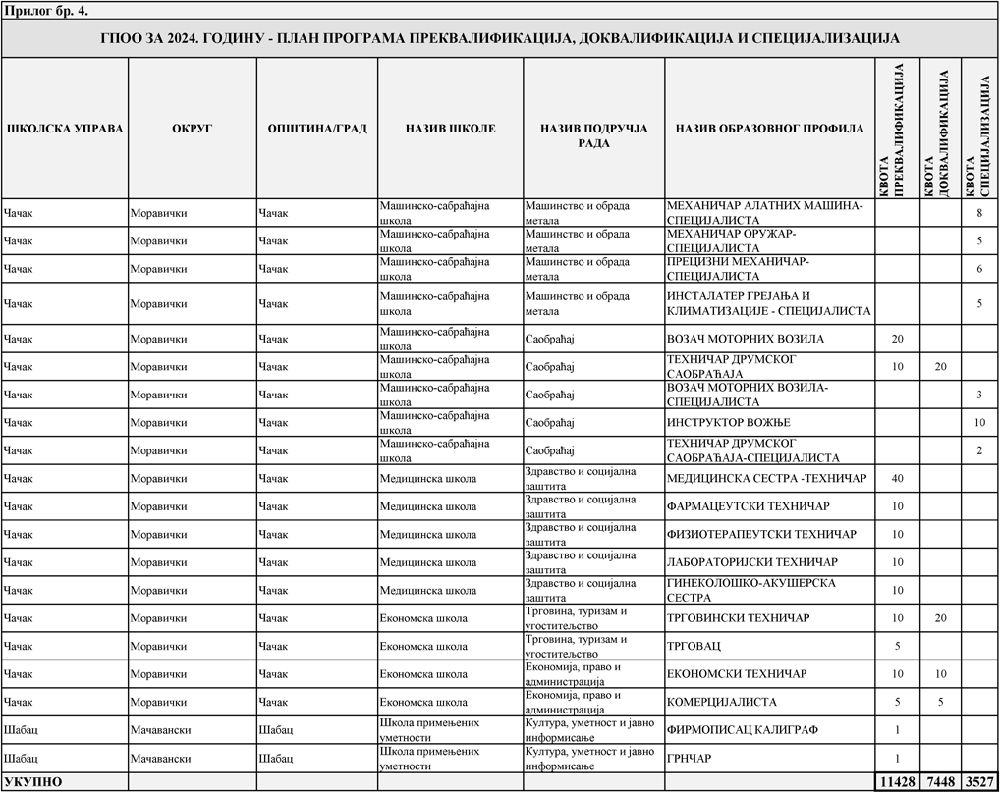 Прилог бр. 4.
ГПОО ЗА 2024. ГОДИНУ - ПЛАН ПРОГРАМА ПРЕКВАЛИФИКАЦИЈА, ДОКВАЛИФИКАЦИЈА И СПЕЦИЈАЛИЗАЦИЈА
ШКОЛСКА УПРАВА ОКРУГ ОПШТИНА/ГРАД НАЗИВ ШКОЛЕ НАЗИВ ПОДРУЧЈА РАДА НАЗИВ ОБРАЗОВНОГ ПРОФИЛА КВОТА ПРЕКВАЛИФИКАЦИЈА КВОТА ДОКВАЛИФИКАЦИЈА КВОТА СПЕЦИЈАЛИЗАЦИЈА
Чачак Моравички Чачак Машинско-сабраћајна школа Машинство и обрада метала МЕХАНИЧАР АЛАТНИХ МАШИНА-СПЕЦИЈАЛИСТА 8
Чачак Моравички Чачак Машинско-сабраћајна школа Машинство и обрада метала МЕХАНИЧАР ОРУЖАР-СПЕЦИЈАЛИСТА 5
Чачак Моравички Чачак Машинско-сабраћајна школа Машинство и обрада метала ПРЕЦИЗНИ МЕХАНИЧАР-СПЕЦИЈАЛИСТА 6
Чачак Моравички Чачак Машинско-сабраћајна школа Машинство и обрада метала ИНСТАЛАТЕР ГРЕЈАЊА И КЛИМАТИЗАЦИЈЕ - СПЕЦИЈАЛИСТА 5
Чачак Моравички Чачак Машинско-сабраћајна школа Саобраћај ВОЗАЧ МОТОРНИХ ВОЗИЛА 20
Чачак Моравички Чачак Машинско-сабраћајна школа Саобраћај ТЕХНИЧАР ДРУМСКОГ САОБРАЋАЈА 10 20
Чачак Моравички Чачак Машинско-сабраћајна школа Саобраћај ВОЗАЧ МОТОРНИХ ВОЗИЛА-СПЕЦИЈАЛИСТА 3
Чачак Моравички Чачак Машинско-сабраћајна школа Саобраћај ИНСТРУКТОР ВОЖЊЕ 10
Чачак Моравички Чачак Машинско-сабраћајна школа Саобраћај ТЕХНИЧАР ДРУМСКОГ САОБРАЋАЈА-СПЕЦИЈАЛИСТА 2
Чачак Моравички Чачак Медицинска школа Здравство и социјална заштита МЕДИЦИНСКА СЕСТРА -ТЕХНИЧАР 40
Чачак Моравички Чачак Медицинска школа Здравство и социјална заштита ФАРМАЦЕУТСКИ ТЕХНИЧАР 10
Чачак Моравички Чачак Медицинска школа Здравство и социјална заштита ФИЗИОТЕРАПЕУТСКИ ТЕХНИЧАР 10
Чачак Моравички Чачак Медицинска школа Здравство и социјална заштита ЛАБОРАТОРИЈСКИ ТЕХНИЧАР 10
Чачак Моравички Чачак Медицинска школа Здравство и социјална заштита ГИНЕКОЛОШКО-АКУШЕРСКА СЕСТРА 10
Чачак Моравички Чачак Економска школа Трговина, туризам и угоститељство ТРГОВИНСКИ ТЕХНИЧАР 10 20
Чачак Моравички Чачак Економска школа Трговина, туризам и угоститељство ТРГОВАЦ 5
Чачак Моравички Чачак Економска школа Економија, право и администрација ЕКОНОМСКИ ТЕХНИЧАР 10 10
Чачак Моравички Чачак Економска школа Економија, право и администрација КОМЕРЦИЈАЛИСТА 5 5
Шабац Мачавански Шабац Школа примењених уметности Култура, уметност и јавно информисање ФИРМОПИСАЦ КАЛИГРАФ 1
Шабац Мачавански Шабац Школа примењених уметности Култура, уметност и јавно информисање ГРНЧАР 1
УКУПНО 11428 7448 3527